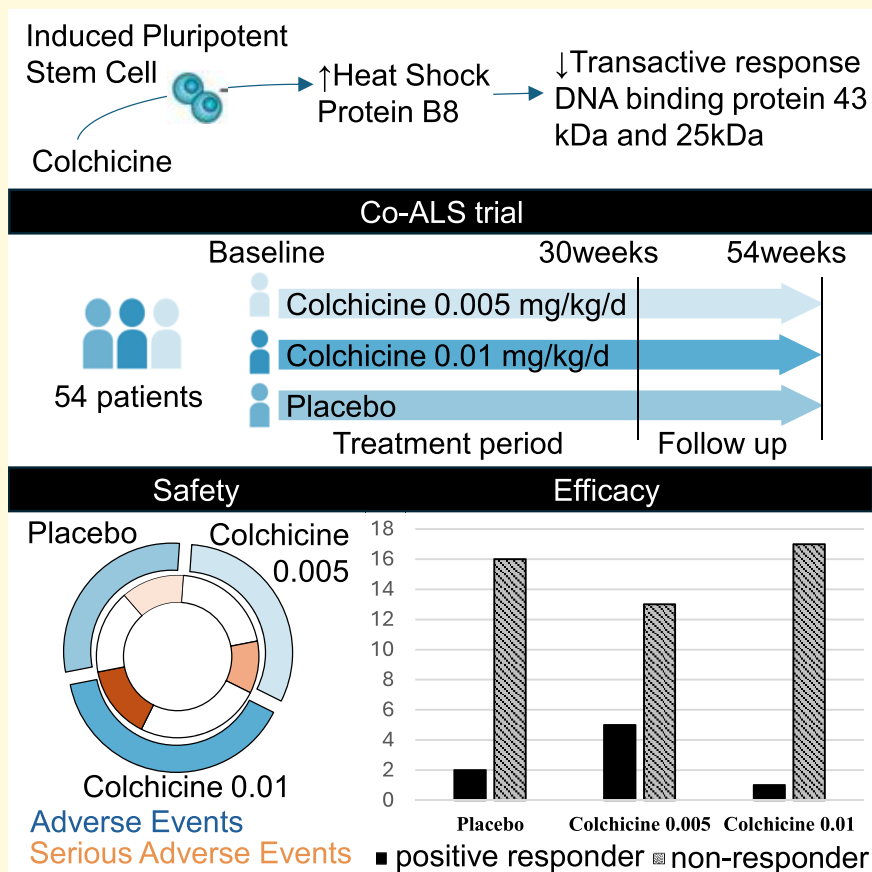 Induced Pluripotent
Stem Cell
Colchicine
↑Heat Shock
Protein B8
↓Transactive response
DNA binding protein 43
kDa and 25kDa
Co-ALS trial
Baseline
30weeks
54weeks
54 patients
Colchicine 0.005 mg/kg/d
Colchicine 0.01 mg/kg/d
Placebo
Treatment period
Follow up
Safety
Placebo
Colchicine
0.005
Colchicine 0.01
Adverse Events
Serious Adverse Events
Efficacy
18
16
14
12
10
8
6
4
2
0
Placebo
Colchicine 0.005
Colchicine 0.01
positive responder
non-responder